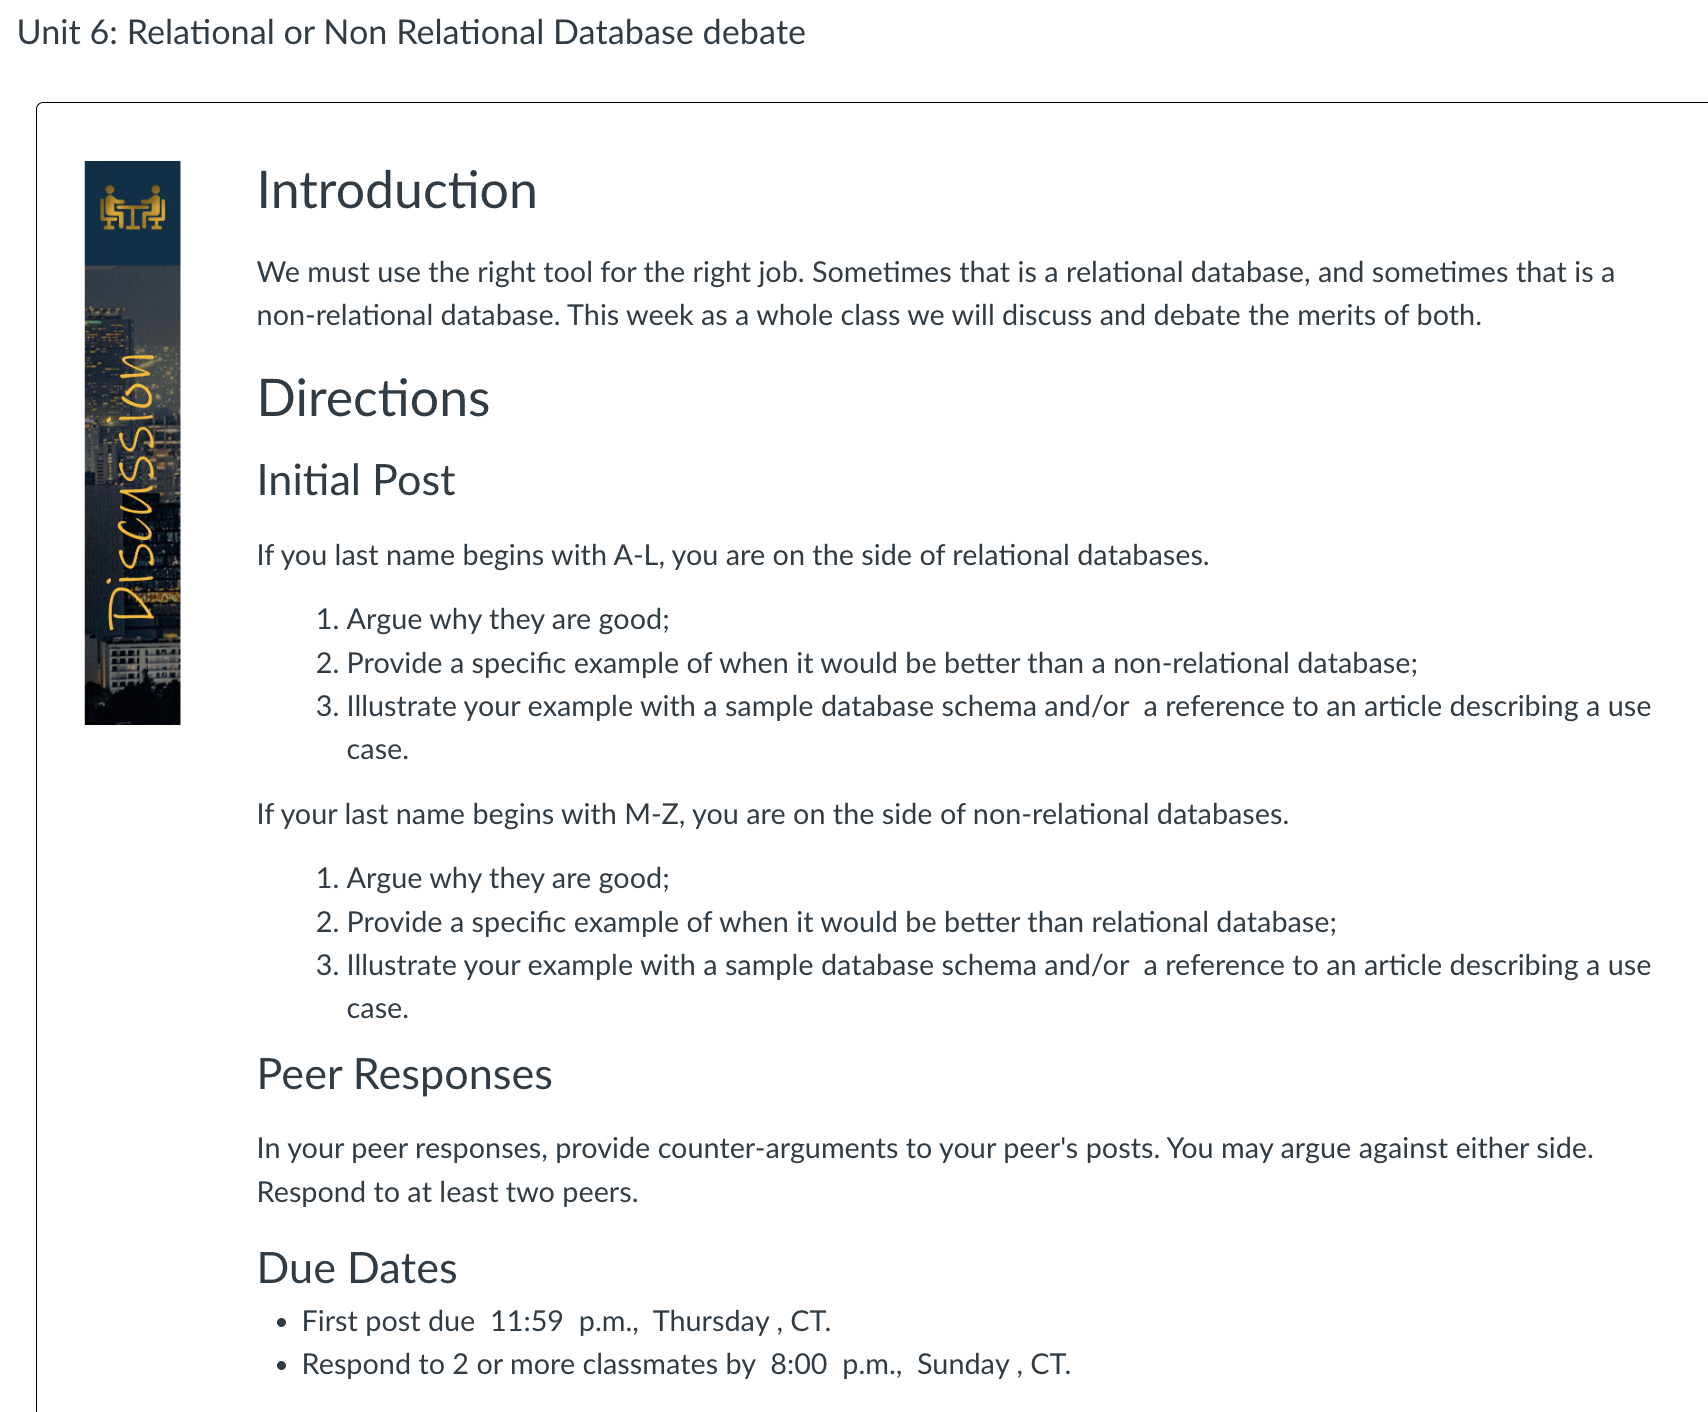 Unit 6: Relational or Non Relational Database debate
Discussion
Introduction
We must use the right tool for the right job. Sometimes that is a relational database, and sometimes that is a
non-relational database. This week as a whole class we will discuss and debate the merits of both.
Directions
Initial Post
If you last name begins with A-L, you are on the side of relational databases.
1. Argue why they are good;
2. Provide a specific example of when it would be better than a non-relational database;
3. Illustrate your example with a sample database schema and/or  a reference to an article describing a use
case.
If your last name begins with M-Z, you are on the side of non-relational databases.
1. Argue why they are good;
2. Provide a specific example of when it would be better than relational database;
3. Illustrate your example with a sample database schema and/or  a reference to an article describing a use
case.
Peer Responses
In your peer responses, provide counter-arguments to your peer's posts. You may argue against either side.
Respond to at least two peers.
Due Dates
• First post due  11:59  p.m.,  Thursday , CT.
• Respond to 2 or more classmates by  8:00  p.m.,  Sunday , CT.